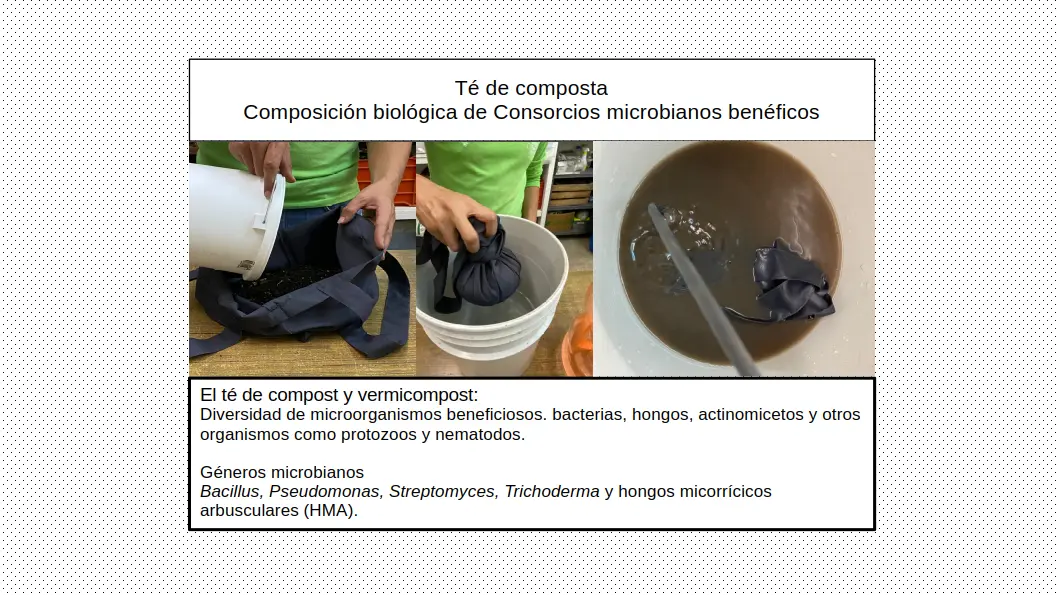 Té de composta
Composición biológica de Consorcios microbianos benéficos
El té de compost y vermicompost:
Diversidad de microorganismos beneficiosos. bacterias, hongos, actinomicetos y otros
organismos como protozoos y nematodos.
Géneros microbianos
Bacillus, Pseudomonas, Streptomyces, Trichoderma y hongos micorrícicos
arbusculares (HMA).